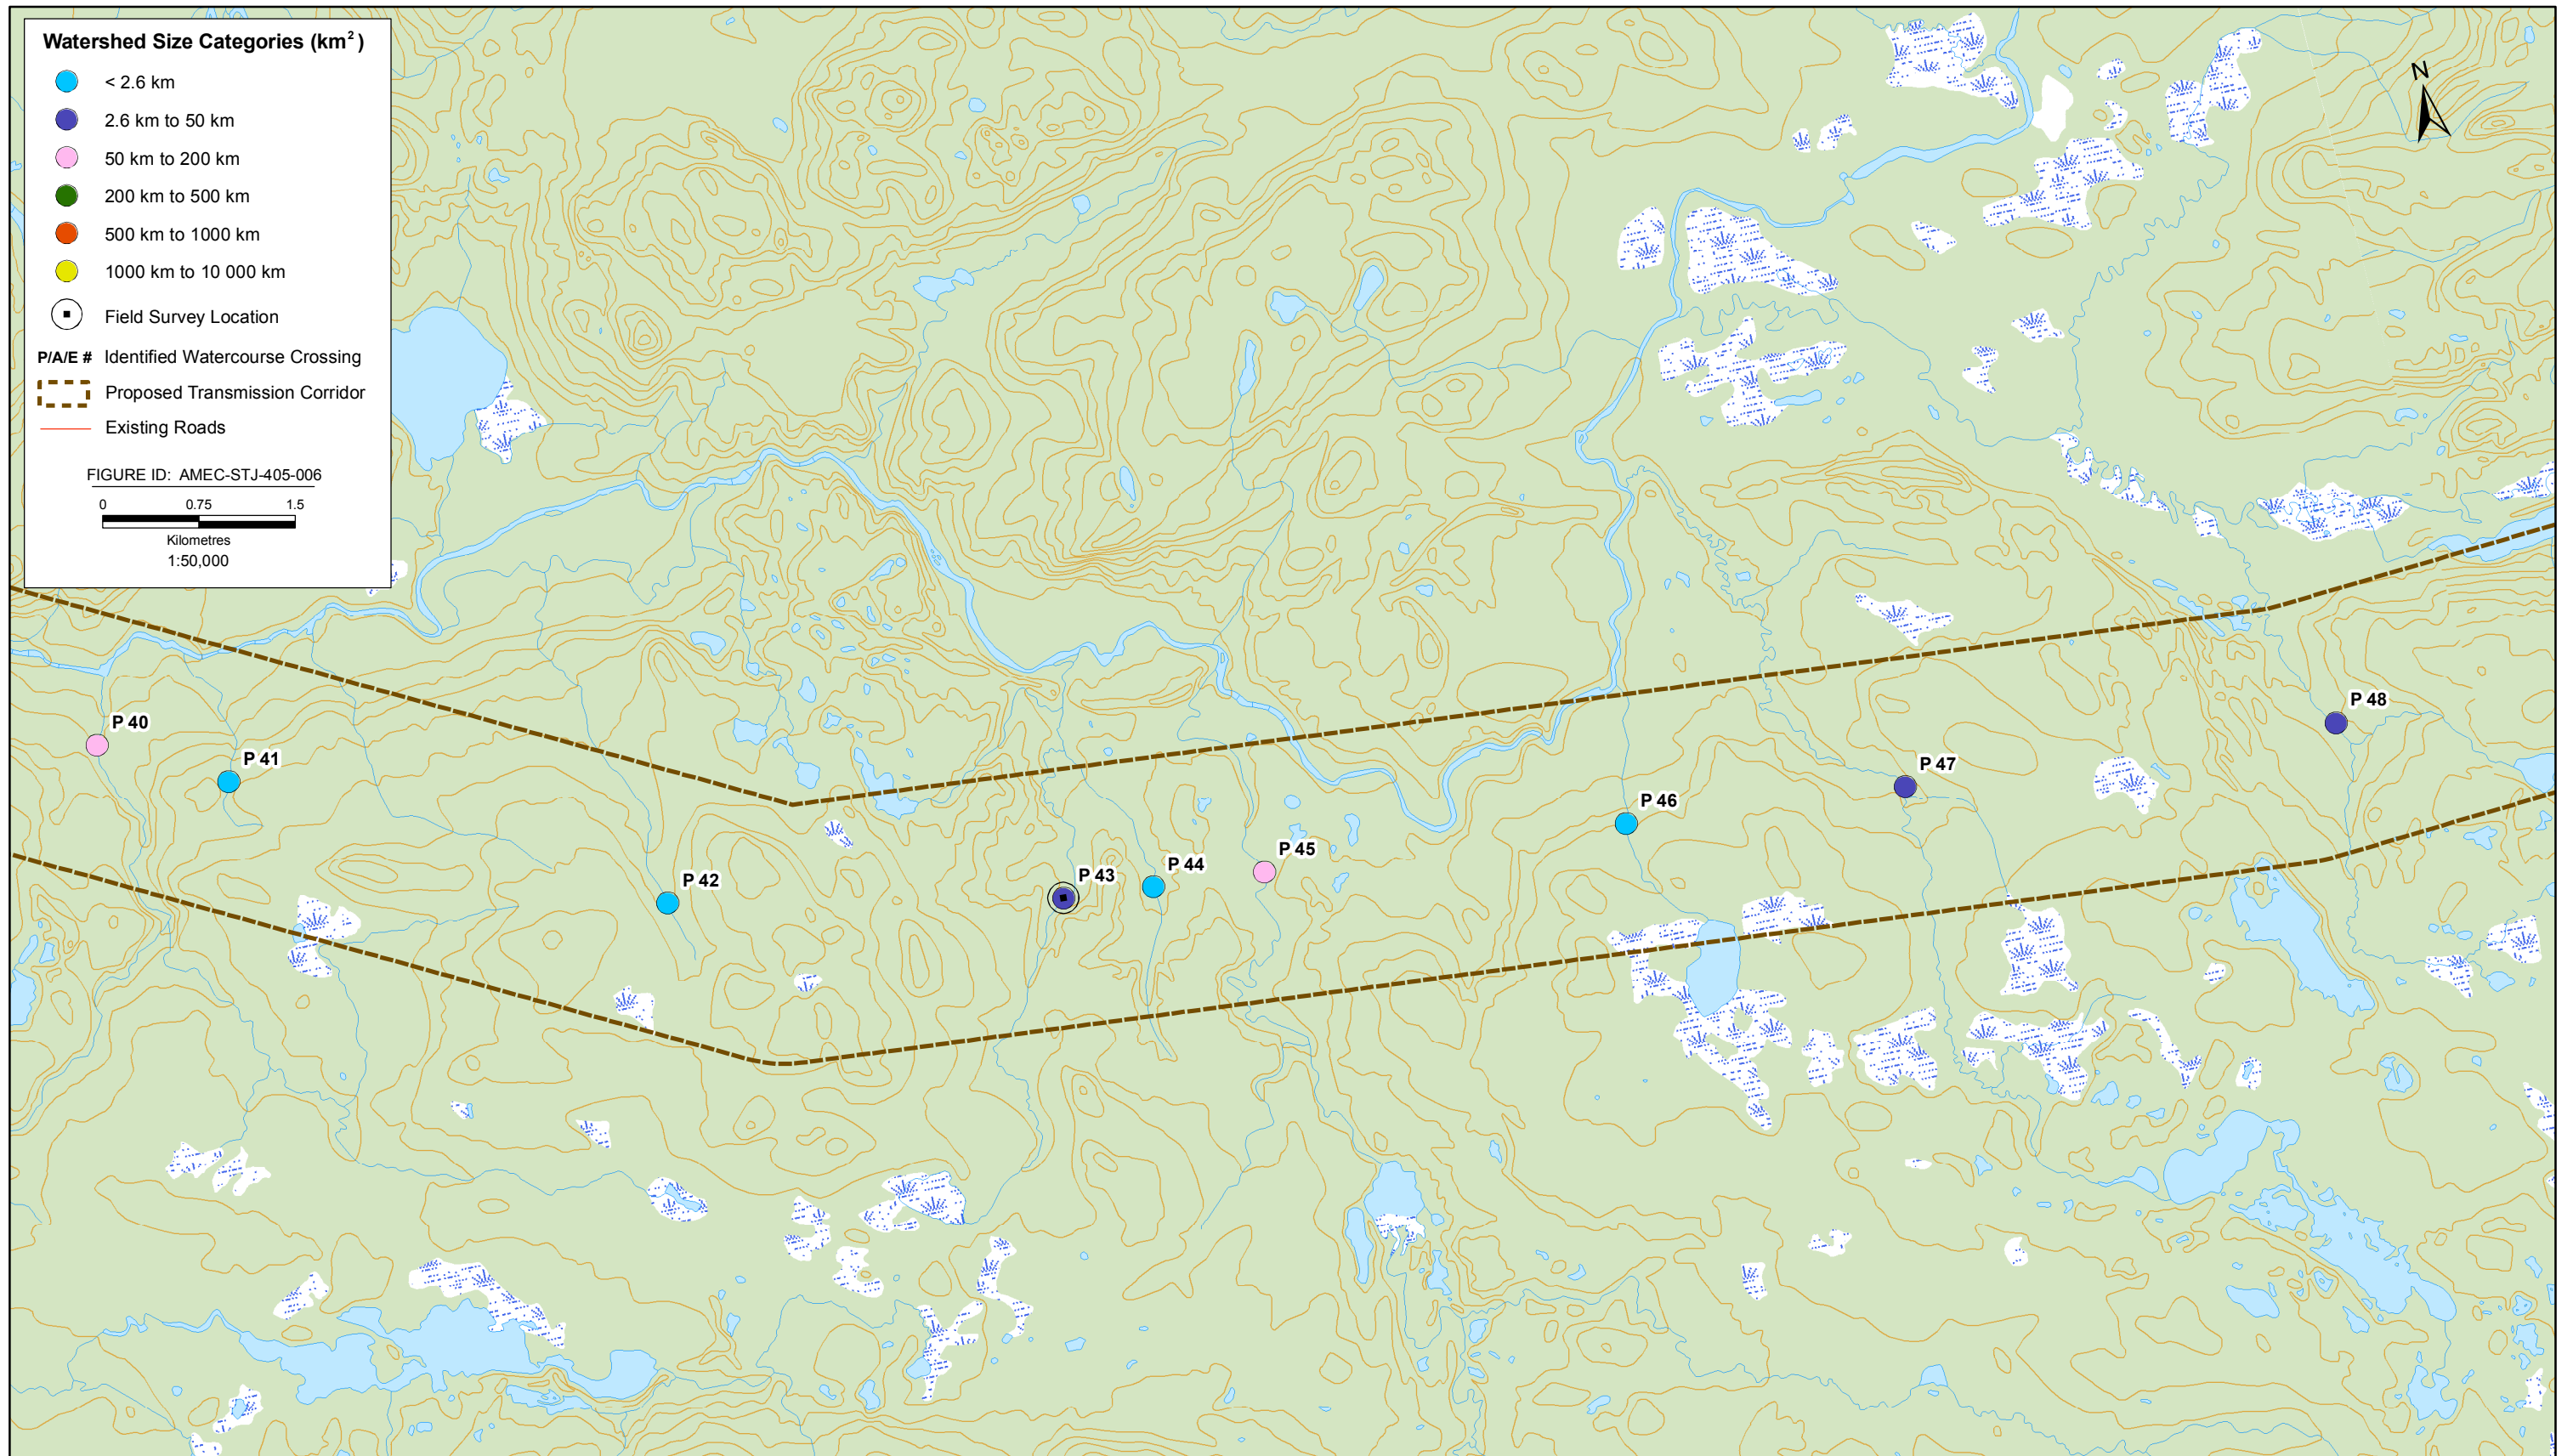 Watershed Size Categories (km²)
< 2.6 km
2.6 km to 50 km
50 km to 200 km
200 km to 500 km
500 km to 1000 km
1000 km to 10 000 km
Field Survey Location
P/A/E # Identified Watercourse Crossing
Proposed Transmission Corridor
Existing Roads
FIGURE ID: AMEC-STJ-405-006
0 0.75 1.5
Kilometres
1:50,000
N
P 40
P 41
P 42
P 43
P 44
P 45
P 46
P 47
P 48